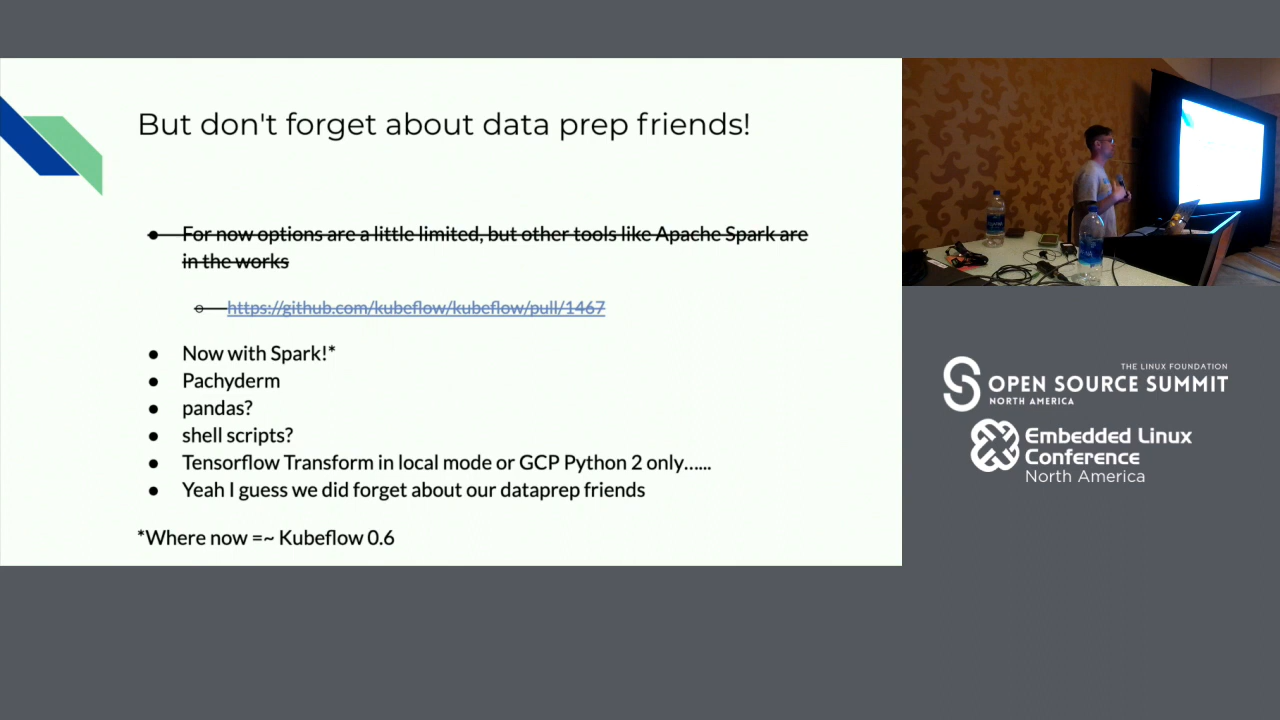 But don't forget about data prep friends!
● For now options are a little limited, but other tools like Apache Spark are
in the works
○ https://github.com/kubeflow/kubeflow/pull/1467
● Now with Spark!*
● Pachyderm
● pandas?
● shell scripts?
● Tensorflow Transform in local mode or GCP Python 2 only......
● Yeah I guess we did forget about our dataprep friends
*Where now =~ Kubeflow 0.6
THE LINUX FOUNDATION
OPEN SOURCE SUMMIT
NORTH AMERICA
Embedded Linux
Conference
North America